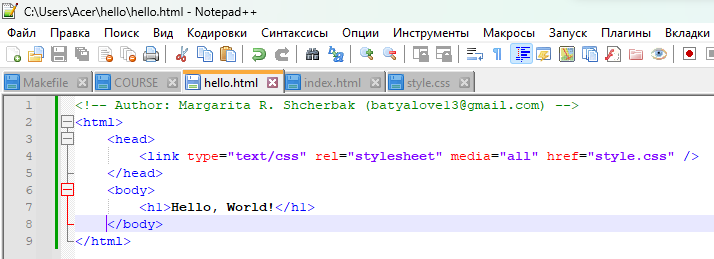 C:\Users\Acer\hello\hello.html - Notepad++
Файл Правка Поиск Вид Кодировки Синтаксисы Опции Инструменты Макросы Запуск Плагины Вкладки
Makefile COURSE hello.html index.html style.css
1 <!-- Author: Margarita R. Shcherbak (batyalove13@gmail.com) -->
2 <html>
3 <head>
4 <link type="text/css" rel="stylesheet" media="all" href="style.css" />
5 </head>
6 <body>
7 <h1>Hello, World!</h1>
8 </body>
9 </html>